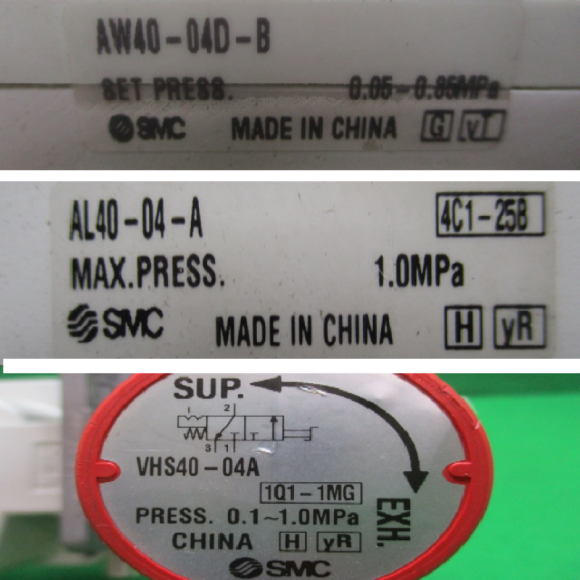 AW40-04D-B
SET PRESS. 0.05-0.85MPa
SMC MADE IN CHINA G vT
AL40-04-A 4C1-25B
MAX.PRESS. 1.0MPa
SMC MADE IN CHINA H yR
SUP.
2
3 1
VHS40-04A
1Q1-1MG
PRESS. 0.1~1.0MPa
EXH.
CHINA H yR
SMC